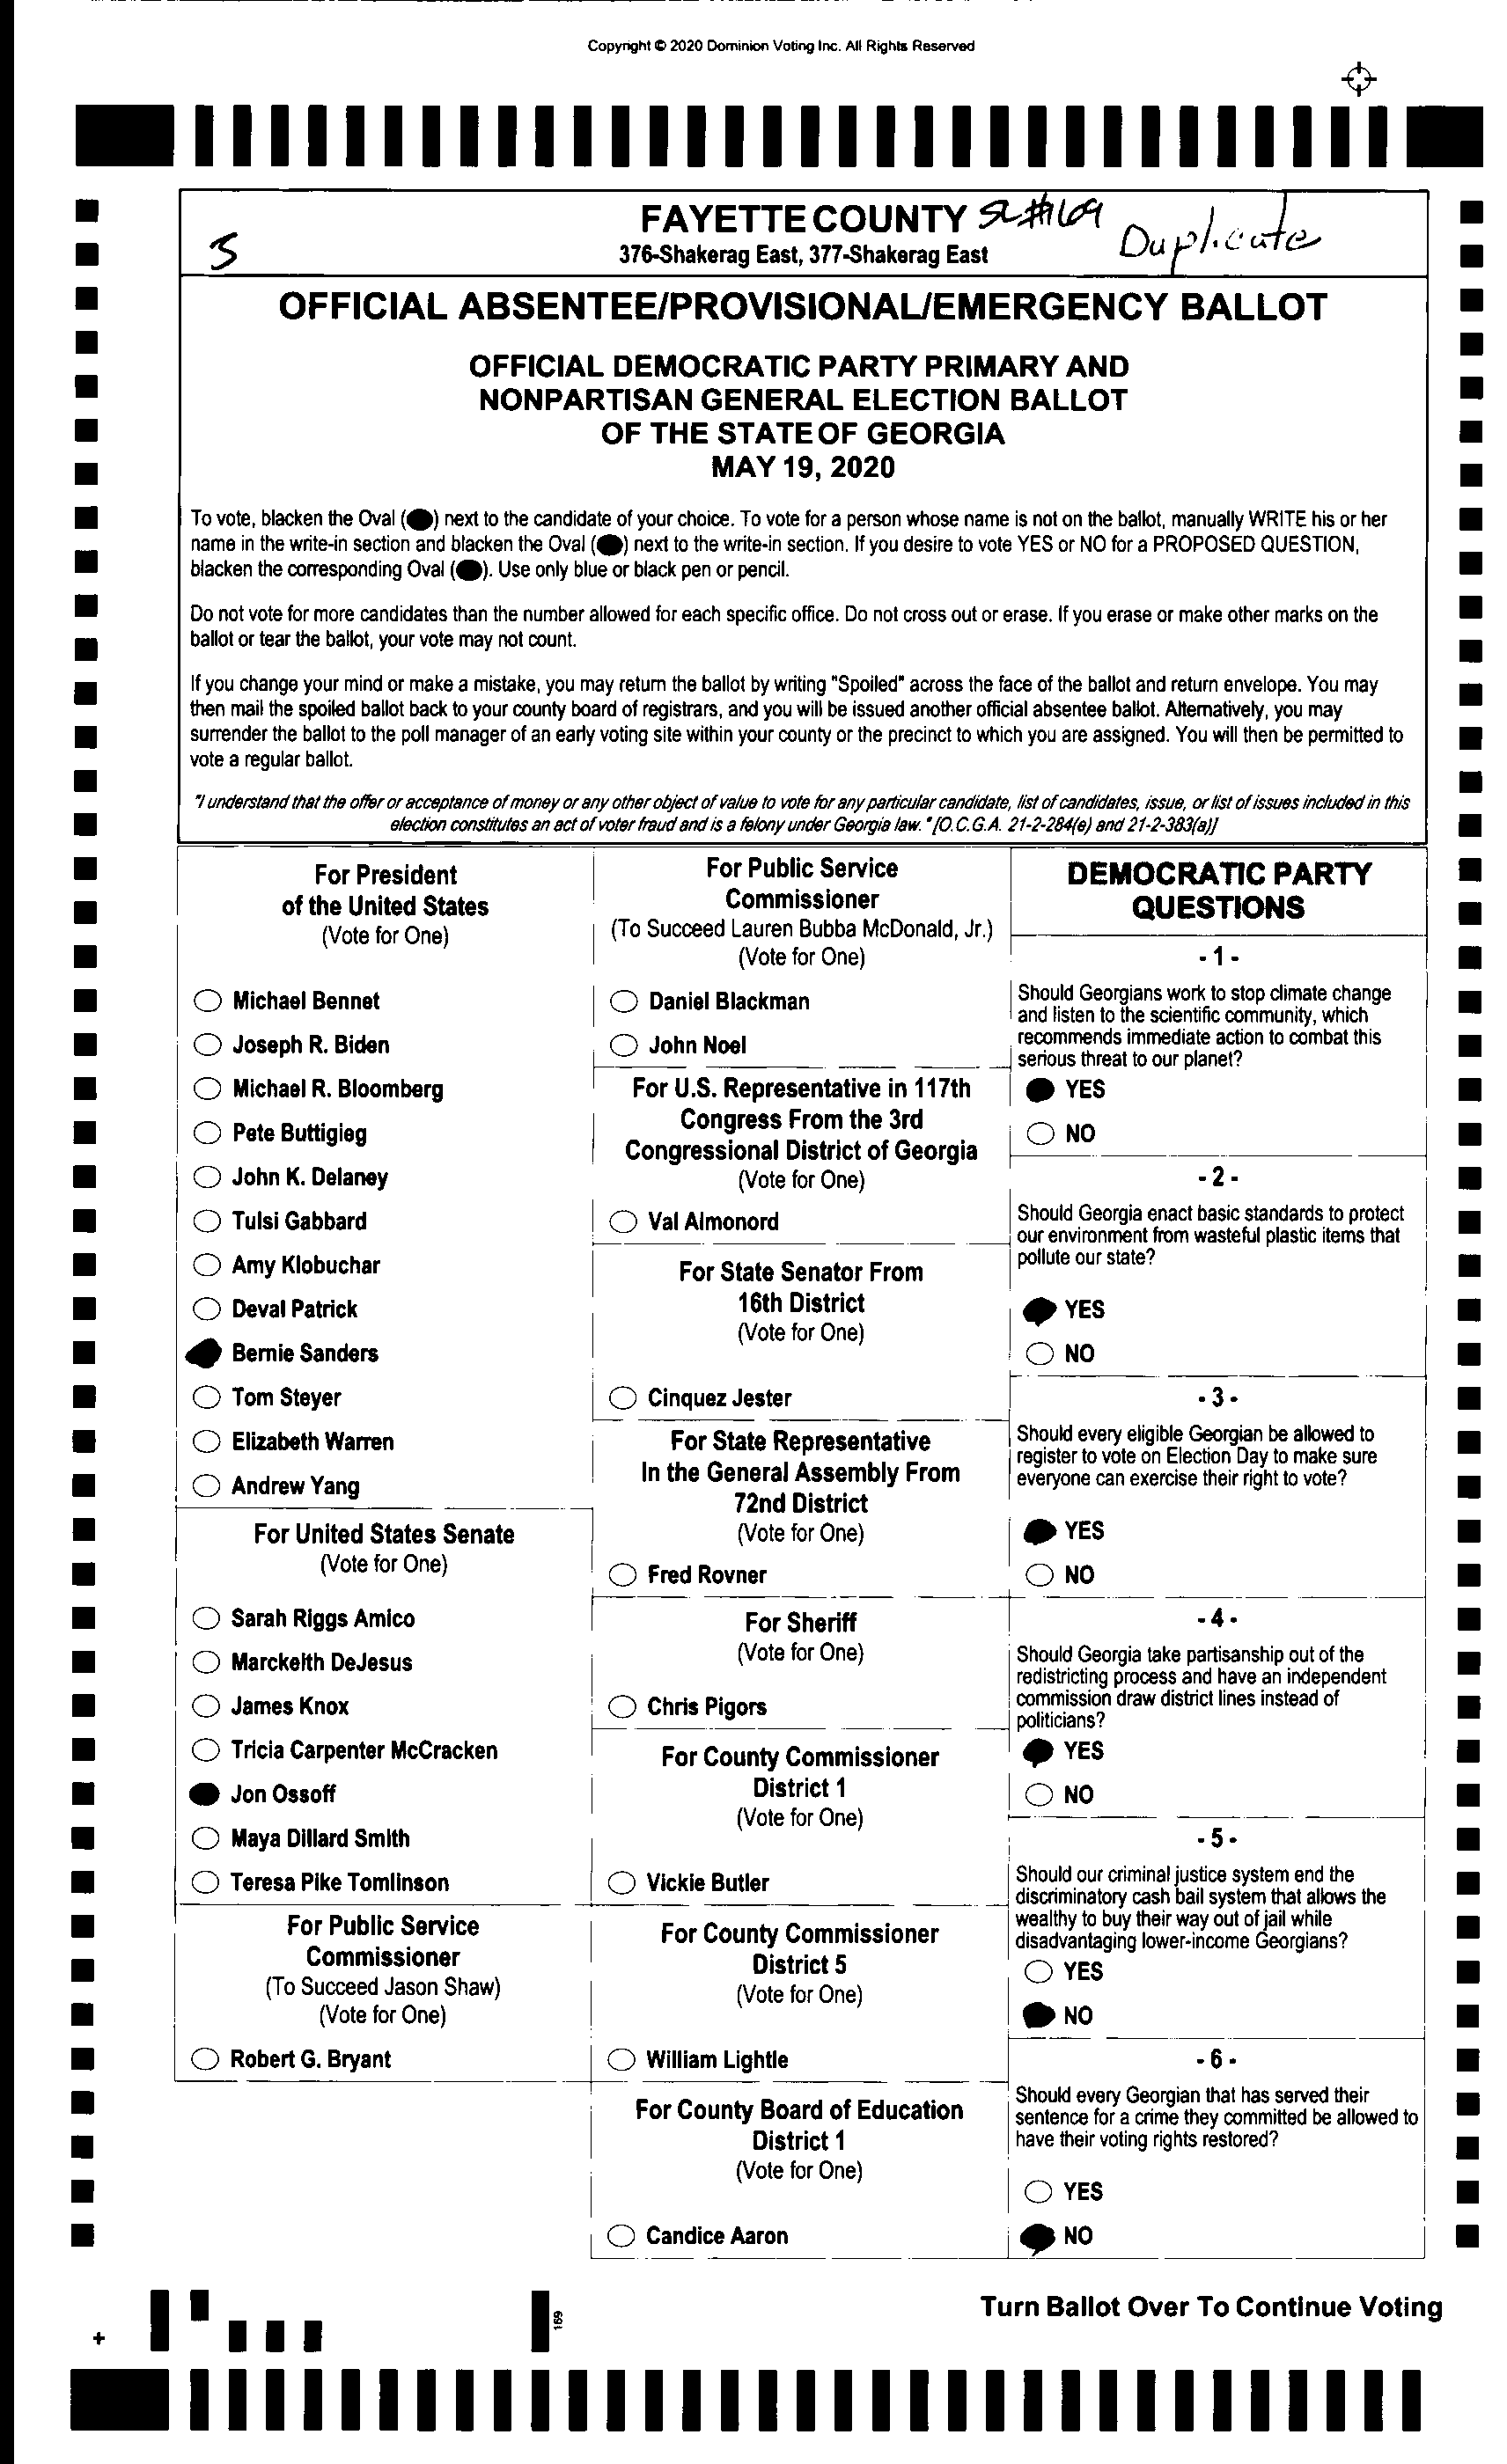 Copyright © 2020 Dominion Voting Inc. All Rights Reserved
FAYETTE COUNTY SL#169
Duplicate
5
376-Shakerag East, 377-Shakerag East
OFFICIAL ABSENTEE/PROVISIONAL/EMERGENCY BALLOT
OFFICIAL DEMOCRATIC PARTY PRIMARY AND
NONPARTISAN GENERAL ELECTION BALLOT
OF THE STATE OF GEORGIA
MAY 19, 2020
To vote, blacken the Oval (⬬) next to the candidate of your choice. To vote for a person whose name is not on the ballot, manually WRITE his or her
name in the write-in section and blacken the Oval (⬬) next to the write-in section. If you desire to vote YES or NO for a PROPOSED QUESTION,
blacken the corresponding Oval (⬬). Use only blue or black pen or pencil.
Do not vote for more candidates than the number allowed for each specific office. Do not cross out or erase. If you erase or make other marks on the
ballot or tear the ballot, your vote may not count.
If you change your mind or make a mistake, you may return the ballot by writing "Spoiled" across the face of the ballot and return envelope. You may
then mail the spoiled ballot back to your county board of registrars, and you will be issued another official absentee ballot. Alternatively, you may
surrender the ballot to the poll manager of an early voting site within your county or the precinct to which you are assigned. You will then be permitted to
vote a regular ballot.
"I understand that the offer or acceptance of money or any other object of value to vote for any particular candidate, list of candidates, issue, or list of issues included in this
election constitutes an act of voter fraud and is a felony under Georgia law." [O.C.G.A. 21-2-284(e) and 21-2-383(a)]
For President
of the United States
(Vote for One)
Michael Bennet
Joseph R. Biden
Michael R. Bloomberg
Pete Buttigieg
John K. Delaney
Tulsi Gabbard
Amy Klobuchar
Deval Patrick
Bernie Sanders
Tom Steyer
Elizabeth Warren
Andrew Yang
For United States Senate
(Vote for One)
Sarah Riggs Amico
Marckeith DeJesus
James Knox
Tricia Carpenter McCracken
Jon Ossoff
Maya Dillard Smith
Teresa Pike Tomlinson
For Public Service
Commissioner
(To Succeed Jason Shaw)
(Vote for One)
Robert G. Bryant
For Public Service
Commissioner
(To Succeed Lauren Bubba McDonald, Jr.)
(Vote for One)
Daniel Blackman
John Noel
For U.S. Representative in 117th
Congress From the 3rd
Congressional District of Georgia
(Vote for One)
Val Almonord
For State Senator From
16th District
(Vote for One)
Cinquez Jester
For State Representative
In the General Assembly From
72nd District
(Vote for One)
Fred Rovner
For Sheriff
(Vote for One)
Chris Pigors
For County Commissioner
District 1
(Vote for One)
Vickie Butler
For County Commissioner
District 5
(Vote for One)
William Lightle
For County Board of Education
District 1
(Vote for One)
Candice Aaron
DEMOCRATIC PARTY
QUESTIONS
- 1 -
Should Georgians work to stop climate change
and listen to the scientific community, which
recommends immediate action to combat this
serious threat to our planet?
YES
NO
- 2 -
Should Georgia enact basic standards to protect
our environment from wasteful plastic items that
pollute our state?
YES
NO
- 3 -
Should every eligible Georgian be allowed to
register to vote on Election Day to make sure
everyone can exercise their right to vote?
YES
NO
- 4 -
Should Georgia take partisanship out of the
redistricting process and have an independent
commission draw district lines instead of
politicians?
YES
NO
- 5 -
Should our criminal justice system end the
discriminatory cash bail system that allows the
wealthy to buy their way out of jail while
disadvantaging lower-income Georgians?
YES
NO
- 6 -
Should every Georgian that has served their
sentence for a crime they committed be allowed to
have their voting rights restored?
YES
NO
Turn Ballot Over To Continue Voting
169